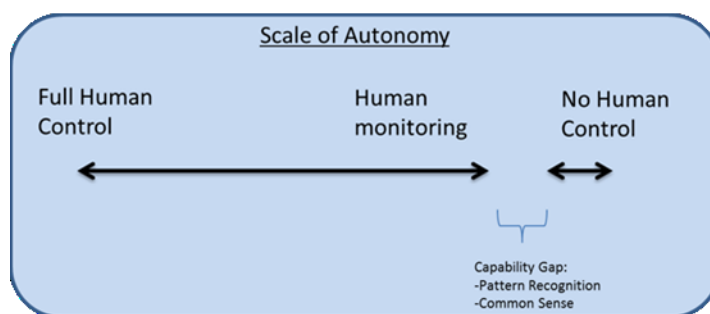 Scale of Autonomy
Full Human
Control
Human
monitoring
No Human
Control
Capability Gap:
-Pattern Recognition
-Common Sense